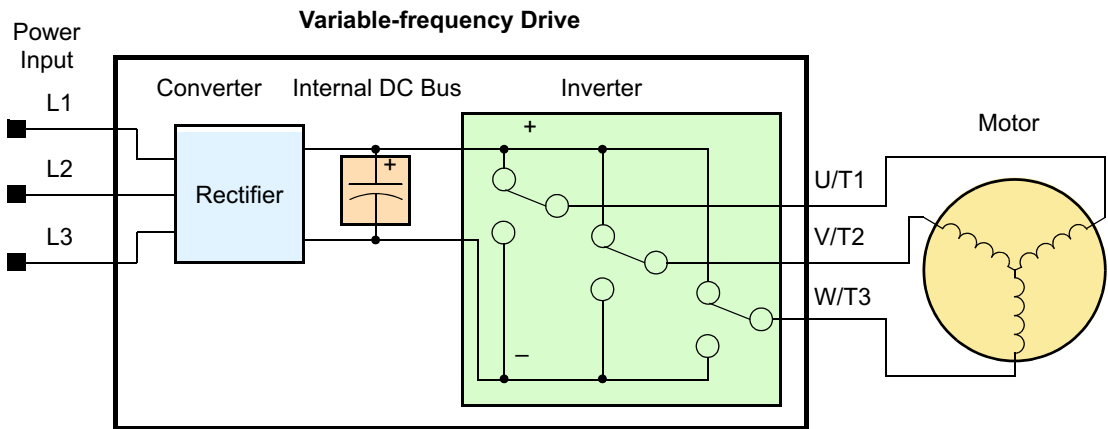 Variable-frequency Drive
Power
Input
Converter
Internal DC Bus
Inverter
L1
L2
L3
Rectifier
+
+
–
Motor
U/T1
V/T2
W/T3